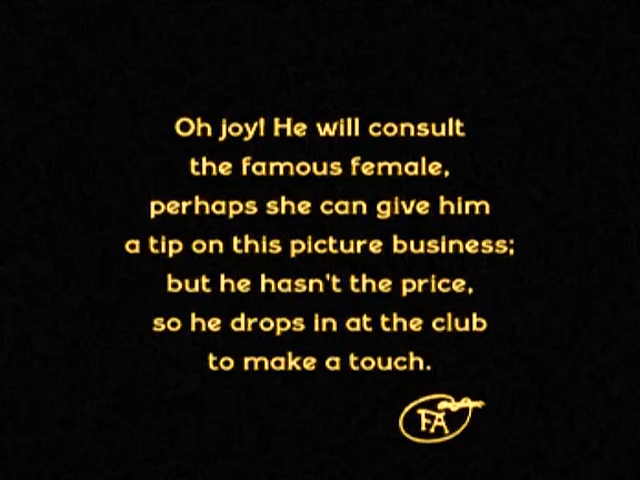 Oh joy! He will consult
the famous female,
perhaps she can give him
a tip on this picture business;
but he hasn't the price,
so he drops in at the club
to make a touch.
FA